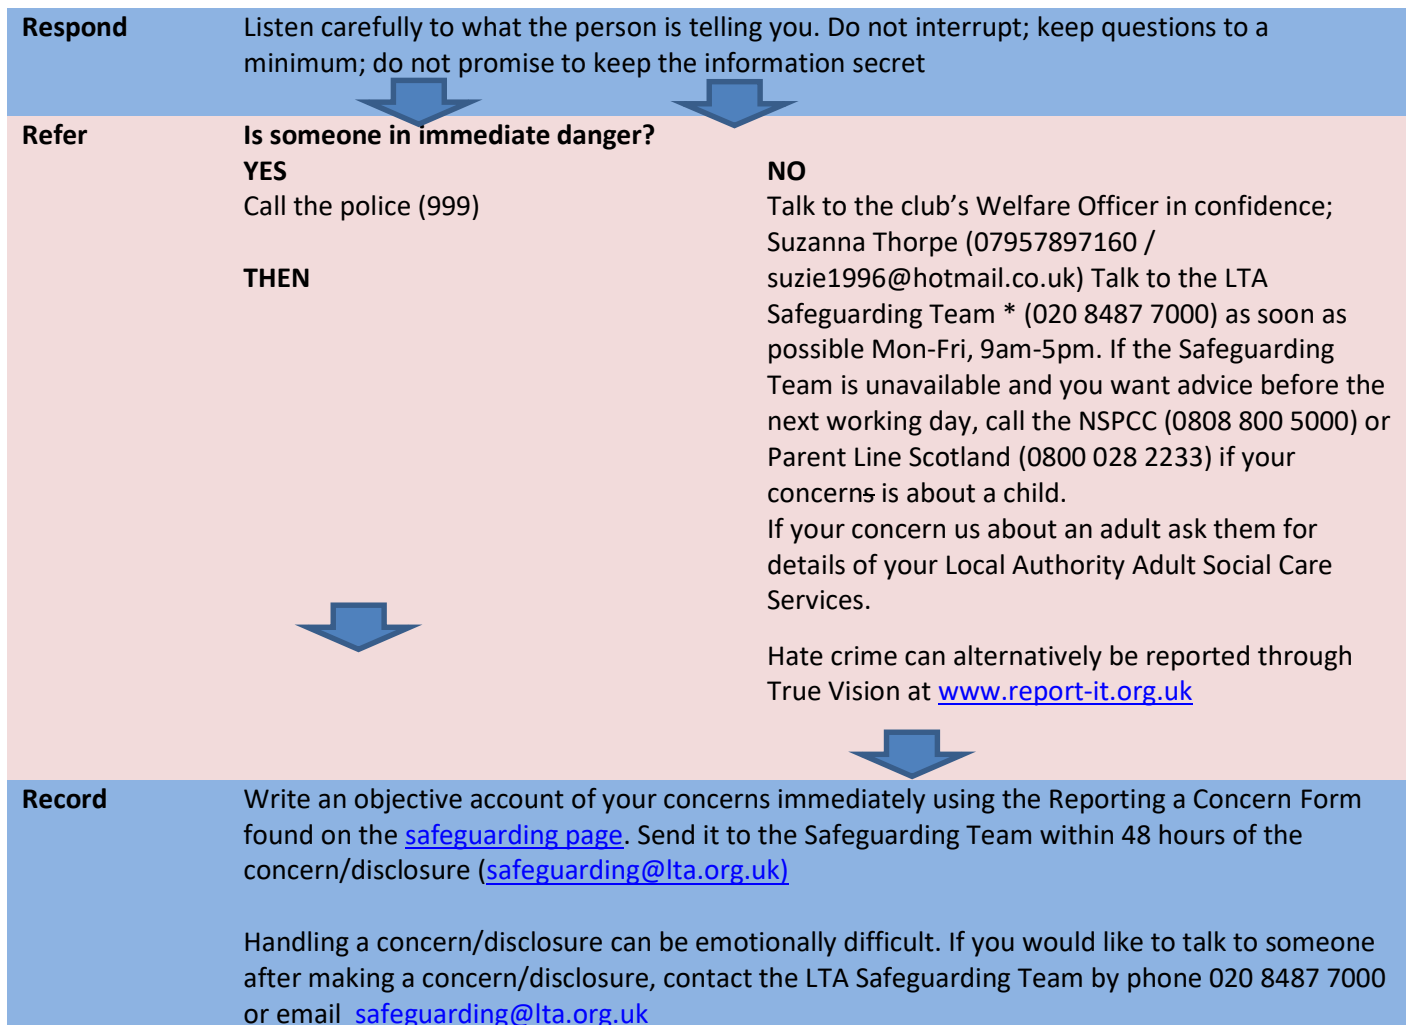 Respond
Listen carefully to what the person is telling you. Do not interrupt; keep questions to a
minimum; do not promise to keep the information secret
Refer
Is someone in immediate danger?
YES
Call the police (999)
THEN
NO
Talk to the club’s Welfare Officer in confidence;
Suzanna Thorpe (07957897160 /
suzie1996@hotmail.co.uk) Talk to the LTA
Safeguarding Team * (020 8487 7000) as soon as
possible Mon-Fri, 9am-5pm. If the Safeguarding
Team is unavailable and you want advice before the
next working day, call the NSPCC (0808 800 5000) or
Parent Line Scotland (0800 028 2233) if your
concerns is about a child.
If your concern us about an adult ask them for
details of your Local Authority Adult Social Care
Services.
Hate crime can alternatively be reported through
True Vision at www.report-it.org.uk
Record
Write an objective account of your concerns immediately using the Reporting a Concern Form
found on the safeguarding page. Send it to the Safeguarding Team within 48 hours of the
concern/disclosure (safeguarding@lta.org.uk)
Handling a concern/disclosure can be emotionally difficult. If you would like to talk to someone
after making a concern/disclosure, contact the LTA Safeguarding Team by phone 020 8487 7000
or email safeguarding@lta.org.uk